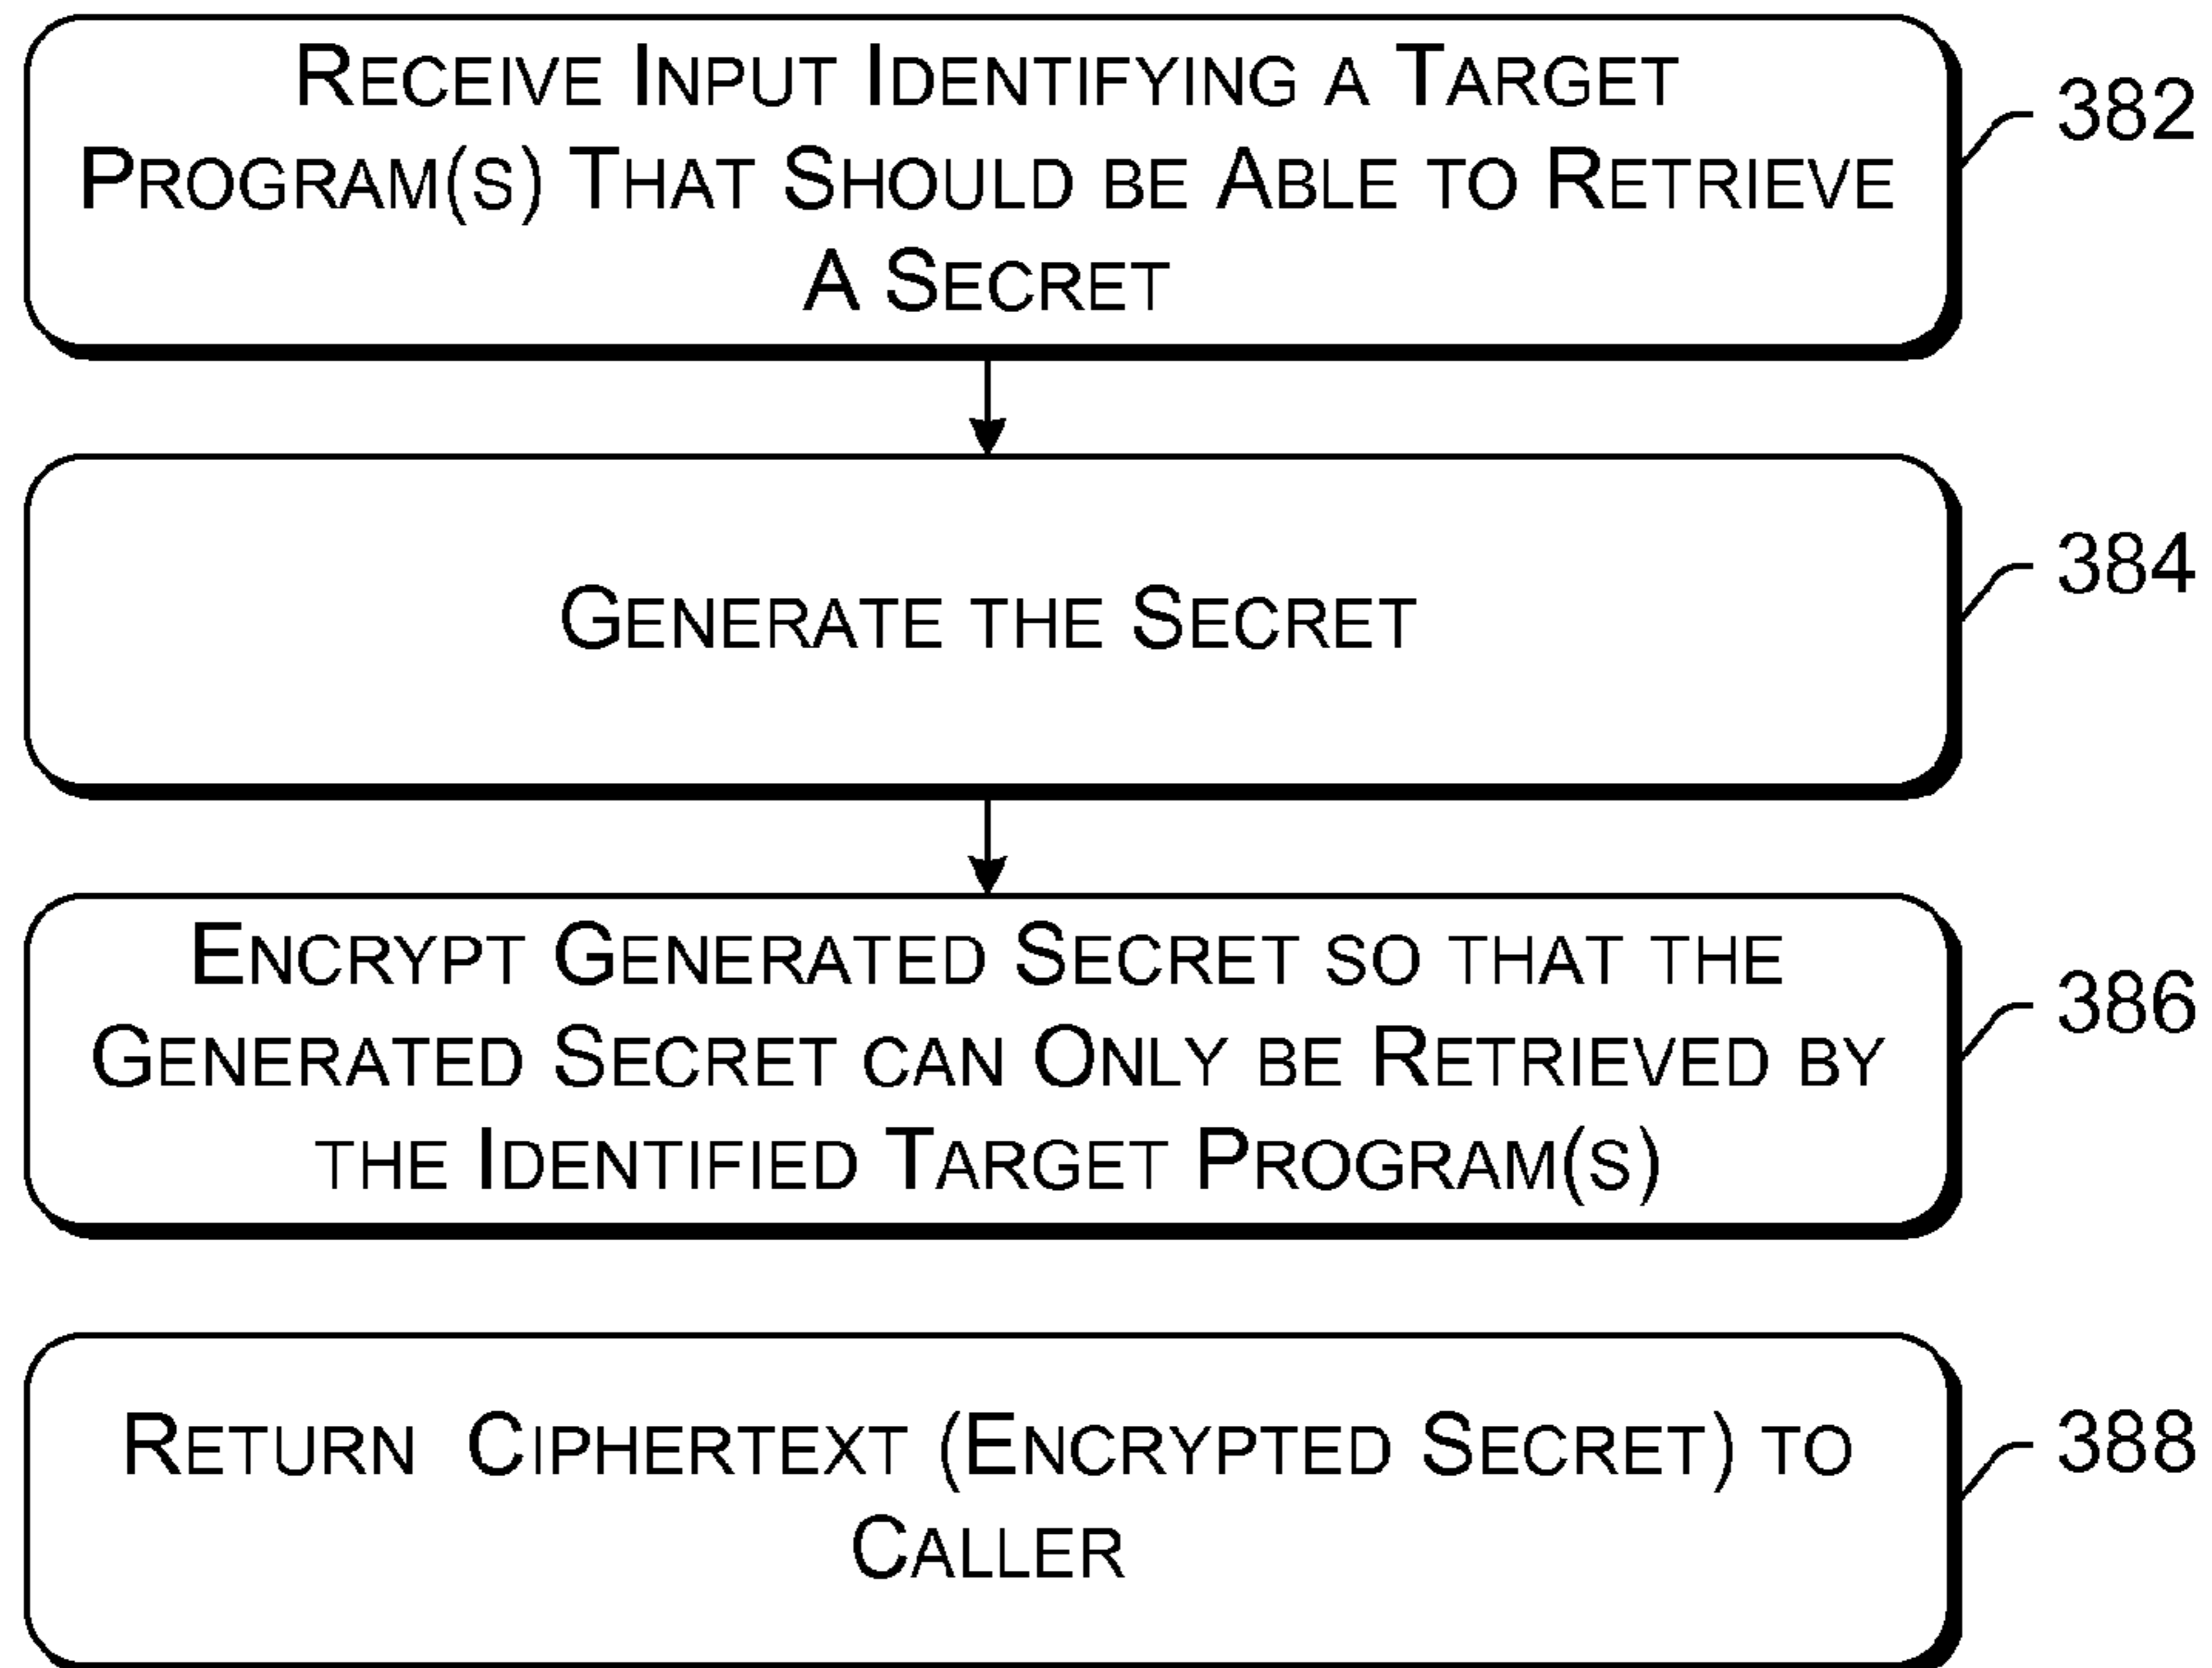 Receive Input Identifying a Target
Program(s) That Should be Able to Retrieve
a Secret
382
Generate the Secret
384
Encrypt Generated Secret so that the
Generated Secret can Only be Retrieved by
the Identified Target Program(s)
386
Return Ciphertext (Encrypted Secret) to
Caller
388